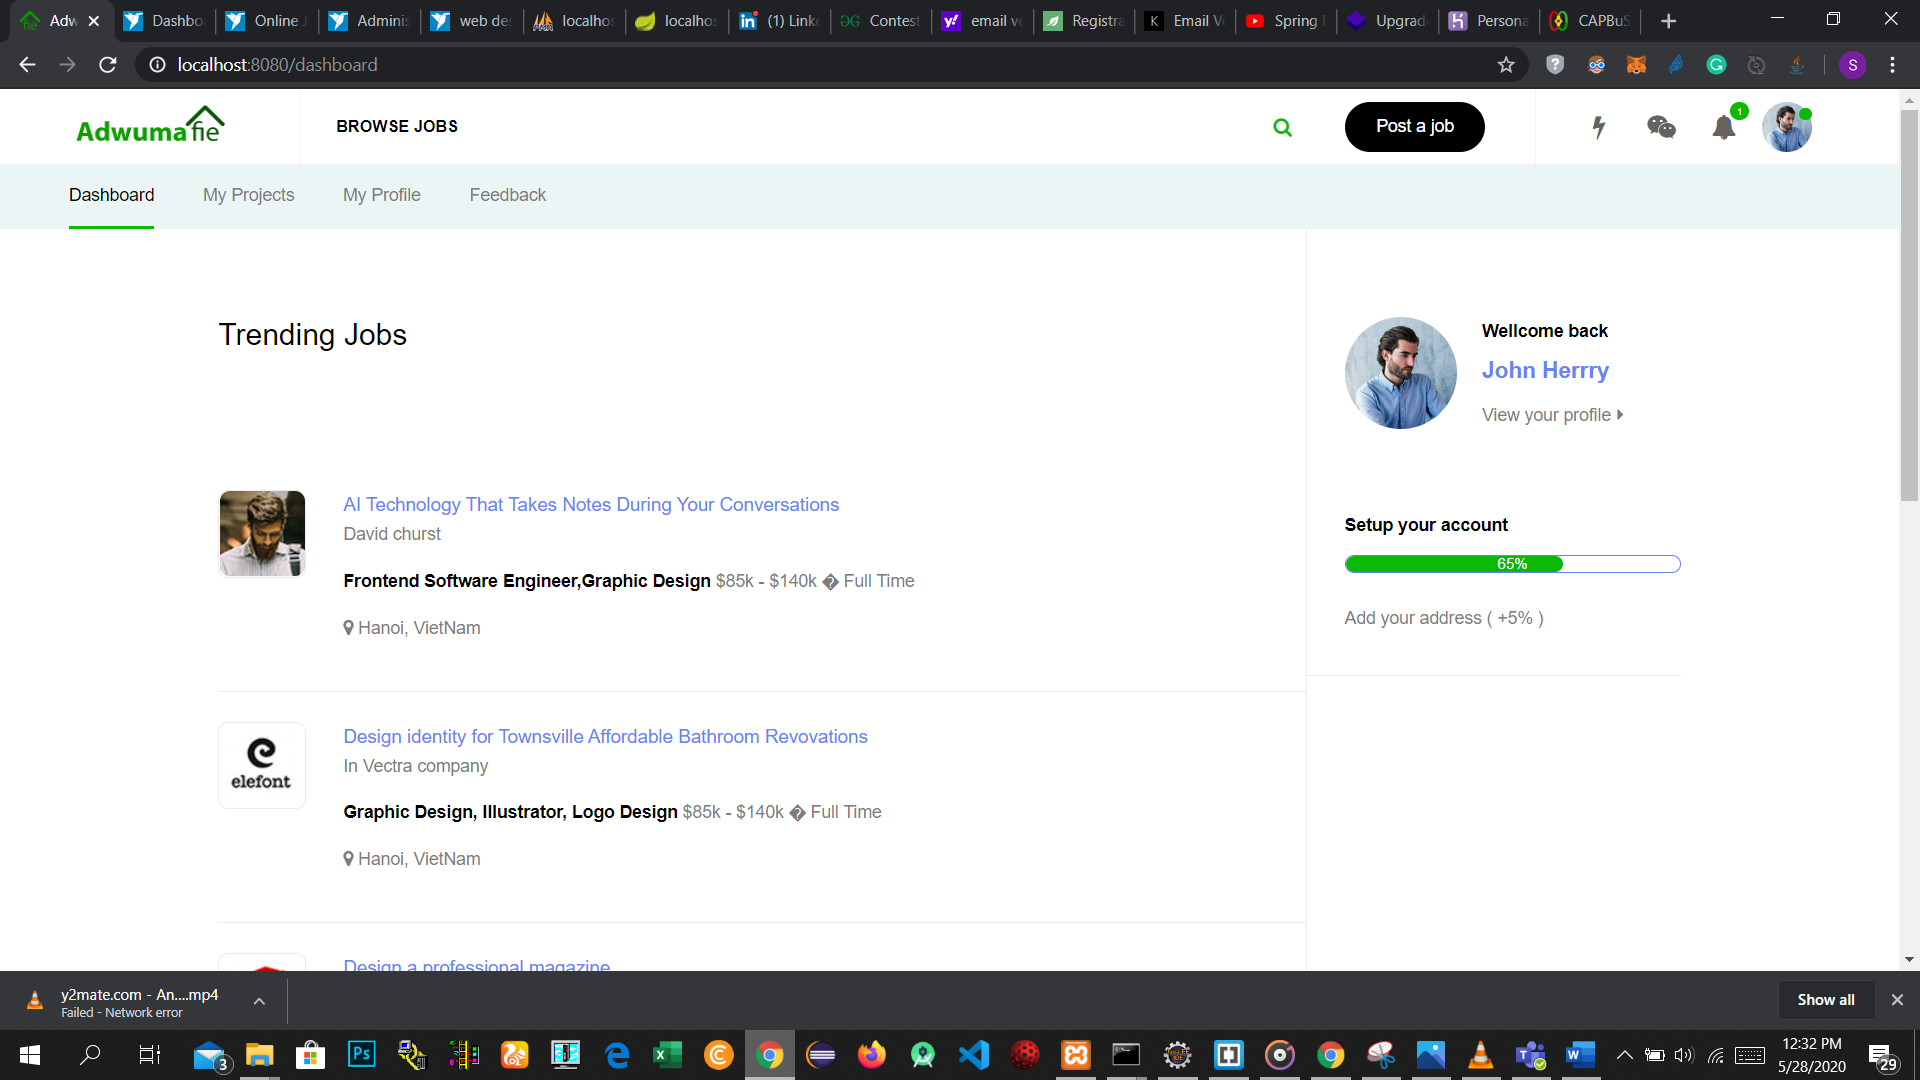 Adw
Dashbo
Online J
Adminis
web des
localhos
localhos
(1) Linke
Contest
email ve
Registra
Email Ve
Spring
Upgrad
Persona
CAPBuS
localhost:8080/dashboard
S
Adwumafie
BROWSE JOBS
Post a job
1
Dashboard
My Projects
My Profile
Feedback
Trending Jobs
Wellcome back
John Herrry
View your profile
AI Technology That Takes Notes During Your Conversations
David churst
Frontend Software Engineer,Graphic Design $85k - $140k � Full Time
Hanoi, VietNam
Setup your account
65%
Add your address ( +5% )
elefont
Design identity for Townsville Affordable Bathroom Revovations
In Vectra company
Graphic Design, Illustrator, Logo Design $85k - $140k � Full Time
Hanoi, VietNam
Design a professional magazine
y2mate.com - An....mp4
Failed - Network error
Show all
3
Ps
12:32 PM
5/28/2020
29